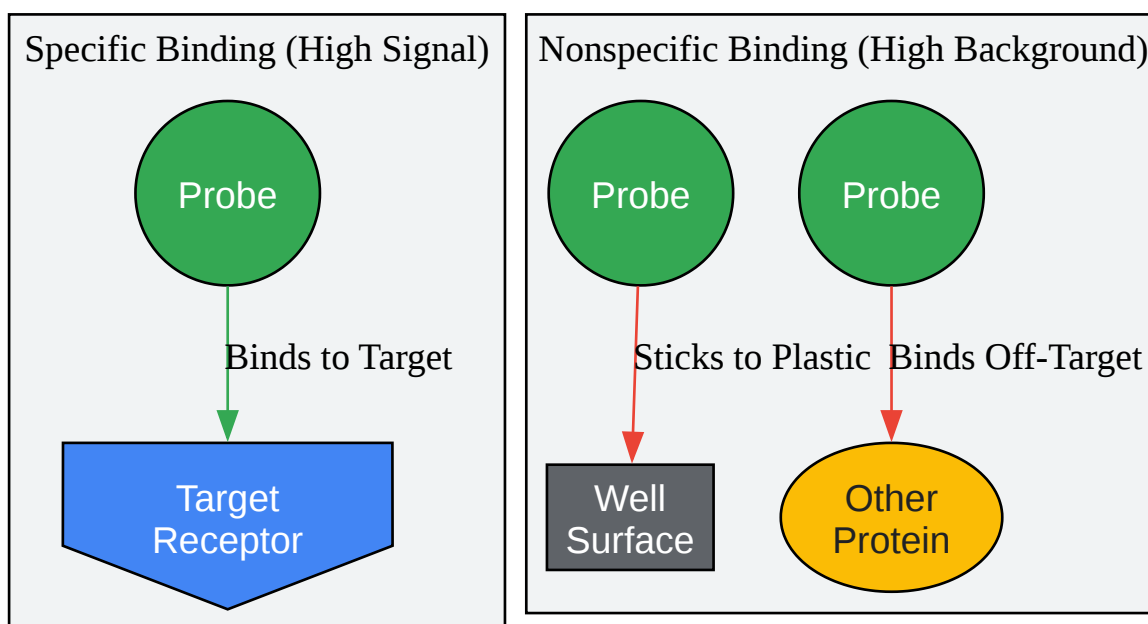 Specific Binding (High Signal)
Probe
Binds to Target
Target
Receptor
Nonspecific Binding (High Background)
Probe
Probe
Sticks to Plastic
Binds Off-Target
Well
Surface
Other
Protein